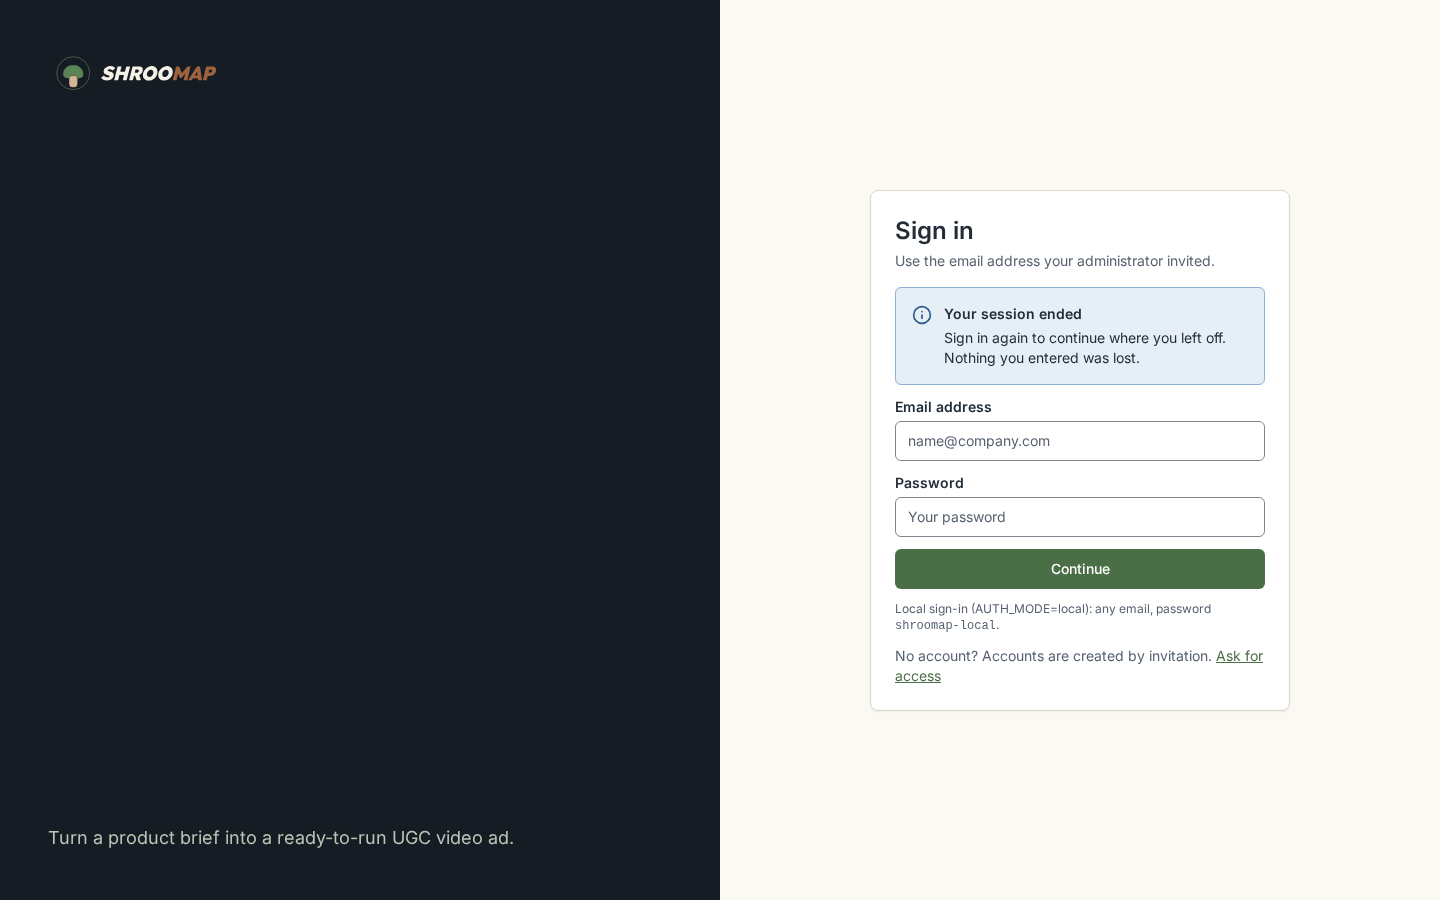 SHROOMAP
Turn a product brief into a ready-to-run UGC video ad.
Sign in
Use the email address your administrator invited.
Your session ended
Sign in again to continue where you left off.
Nothing you entered was lost.
Email address
name@company.com
Password
Your password
Continue
Local sign-in (AUTH_MODE=local): any email, password
shroomap-local.
No account? Accounts are created by invitation. Ask for
access